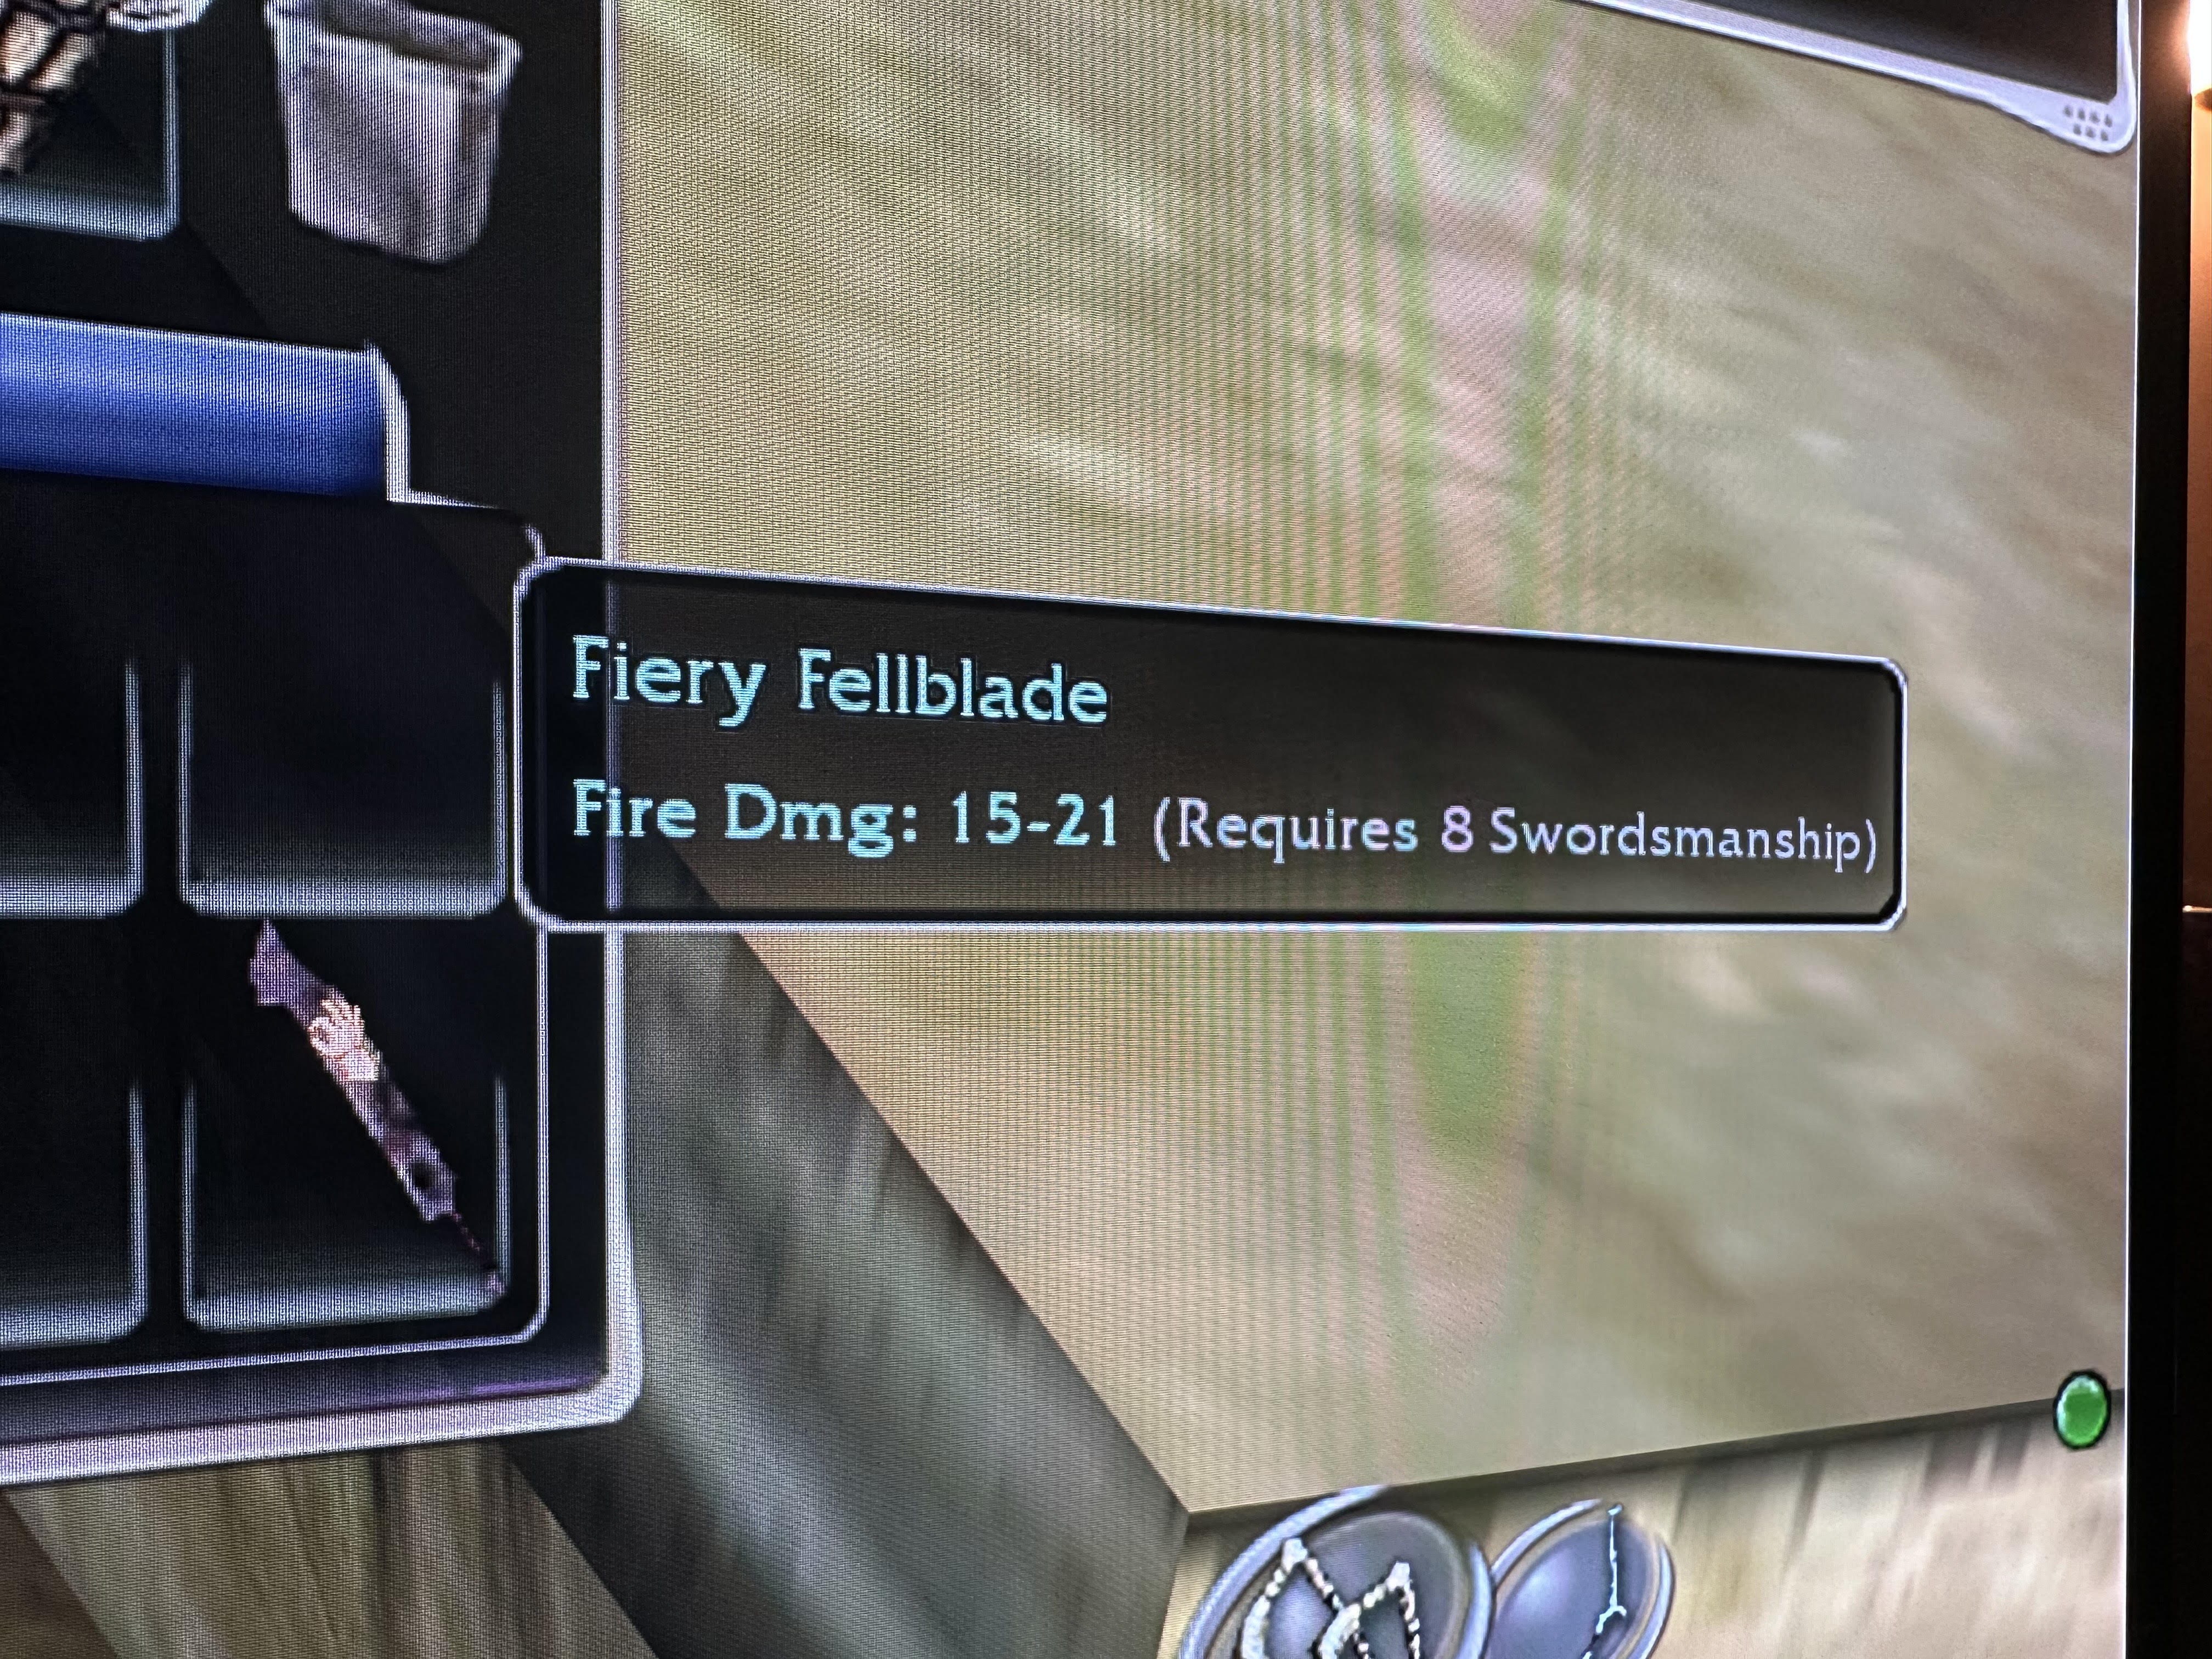 Fiery Fellblade
Fire Dmg: 15-21 (Requires 8 Swordsmanship)